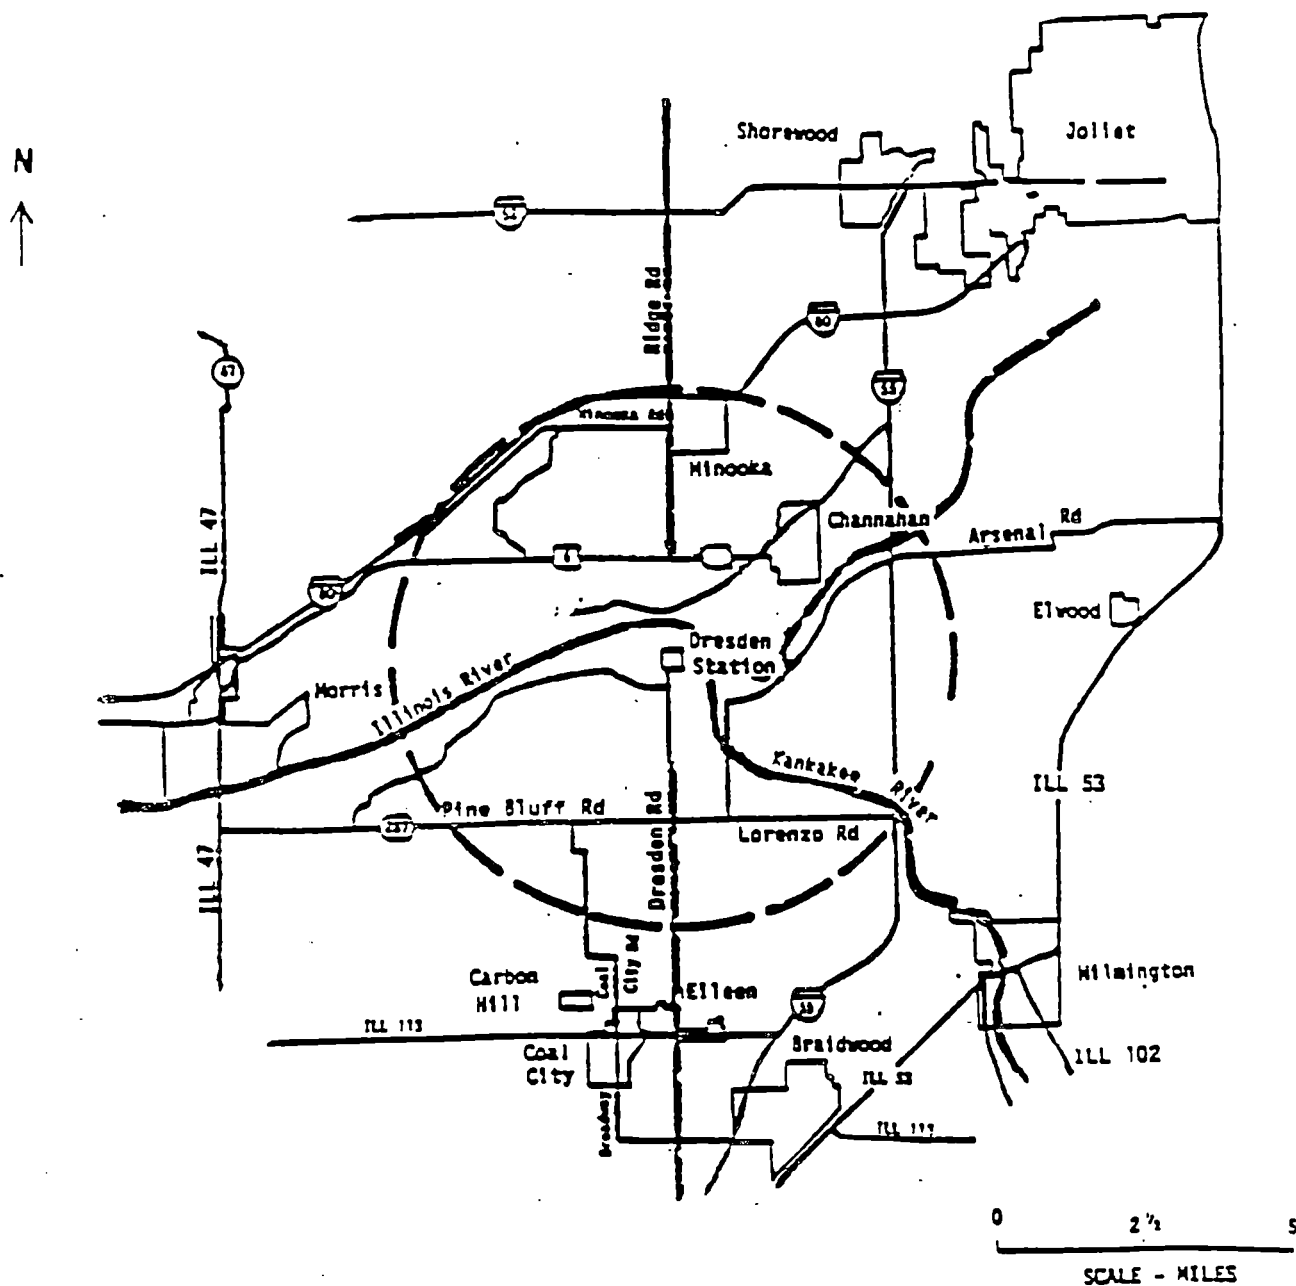 N
Shorewood
Joliet
52
Ridge Rd
80
47
55
Minooka Rd
Minooka
ILL 47
Channahan
Arsenal Rd
6
80
Elwood
Dresden
Station
Morris
Illinois River
Kankakee River
ILL 53
Pine Bluff Rd
Lorenzo Rd
Dresden Rd
ILL 47
Coal
City Rd
Carbon
Hill
Eileen
Wilmington
55
ILL 113
Coal
City
Braidwood
ILL 53
ILL 102
Broadway
0 2 1/2 5
SCALE - MILES